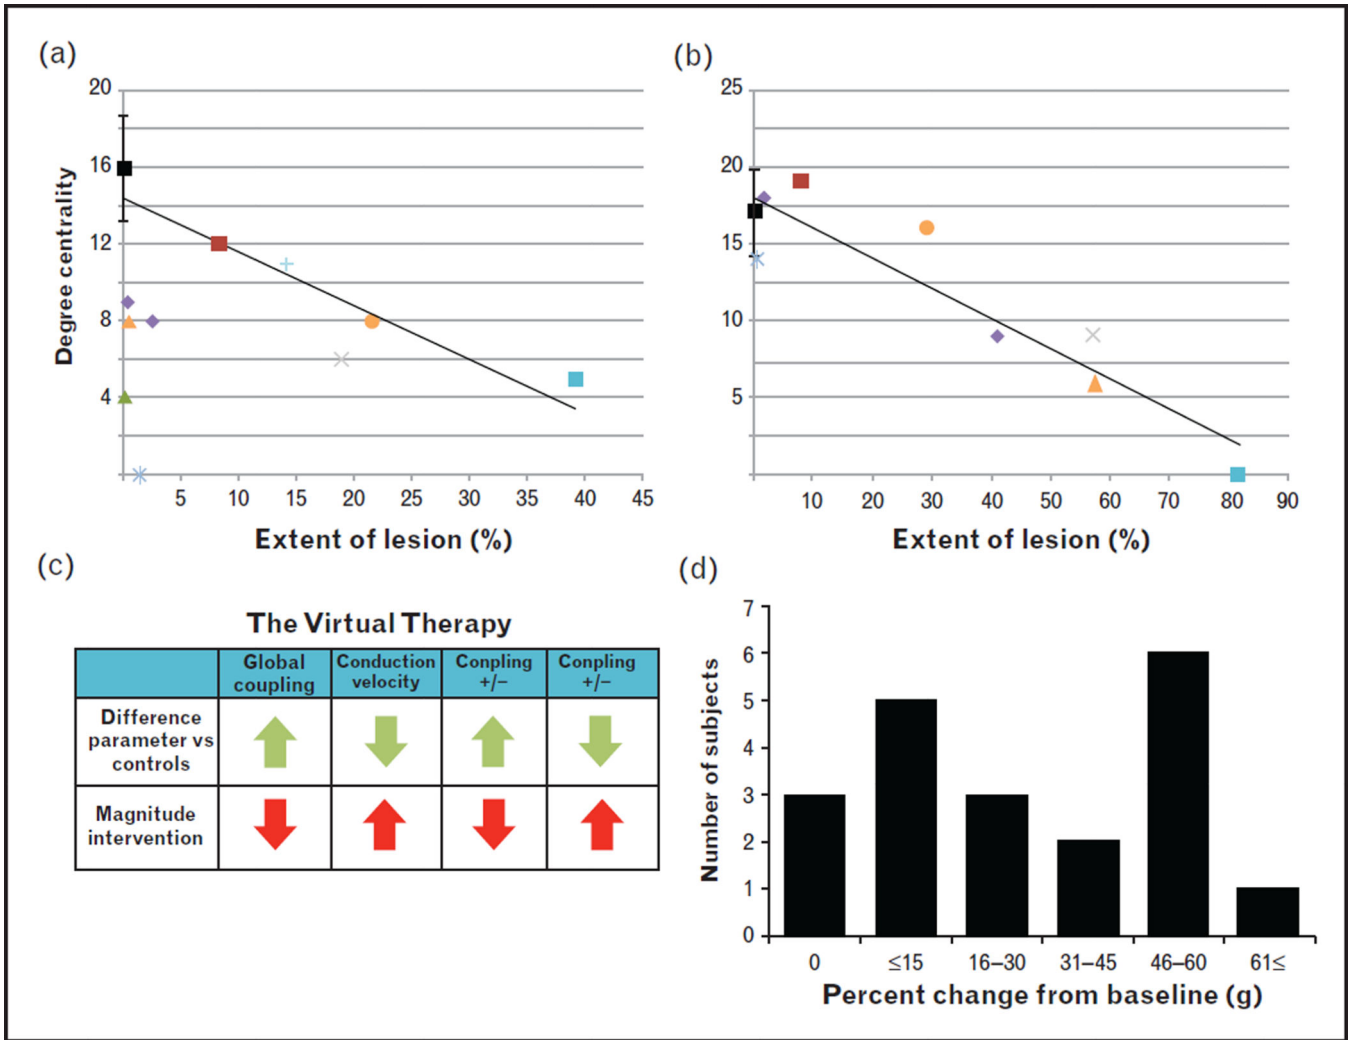 (a)
20
16
12
8
4
Degree centrality
5 10 15 20 25 30 35 40 45
Extent of lesion (%)
(b)
25
20
15
10
5
10 20 30 40 50 60 70 80 90
Extent of lesion (%)
(c)
The Virtual Therapy
Global
coupling
Conduction
velocity
Conpling
+/−
Conpling
+/−
Difference
parameter vs
controls
Magnitude
intervention
(d)
7
6
5
4
3
2
1
0
Number of subjects
0 ≤15 16–30 31–45 46–60 61≤
Percent change from baseline (g)